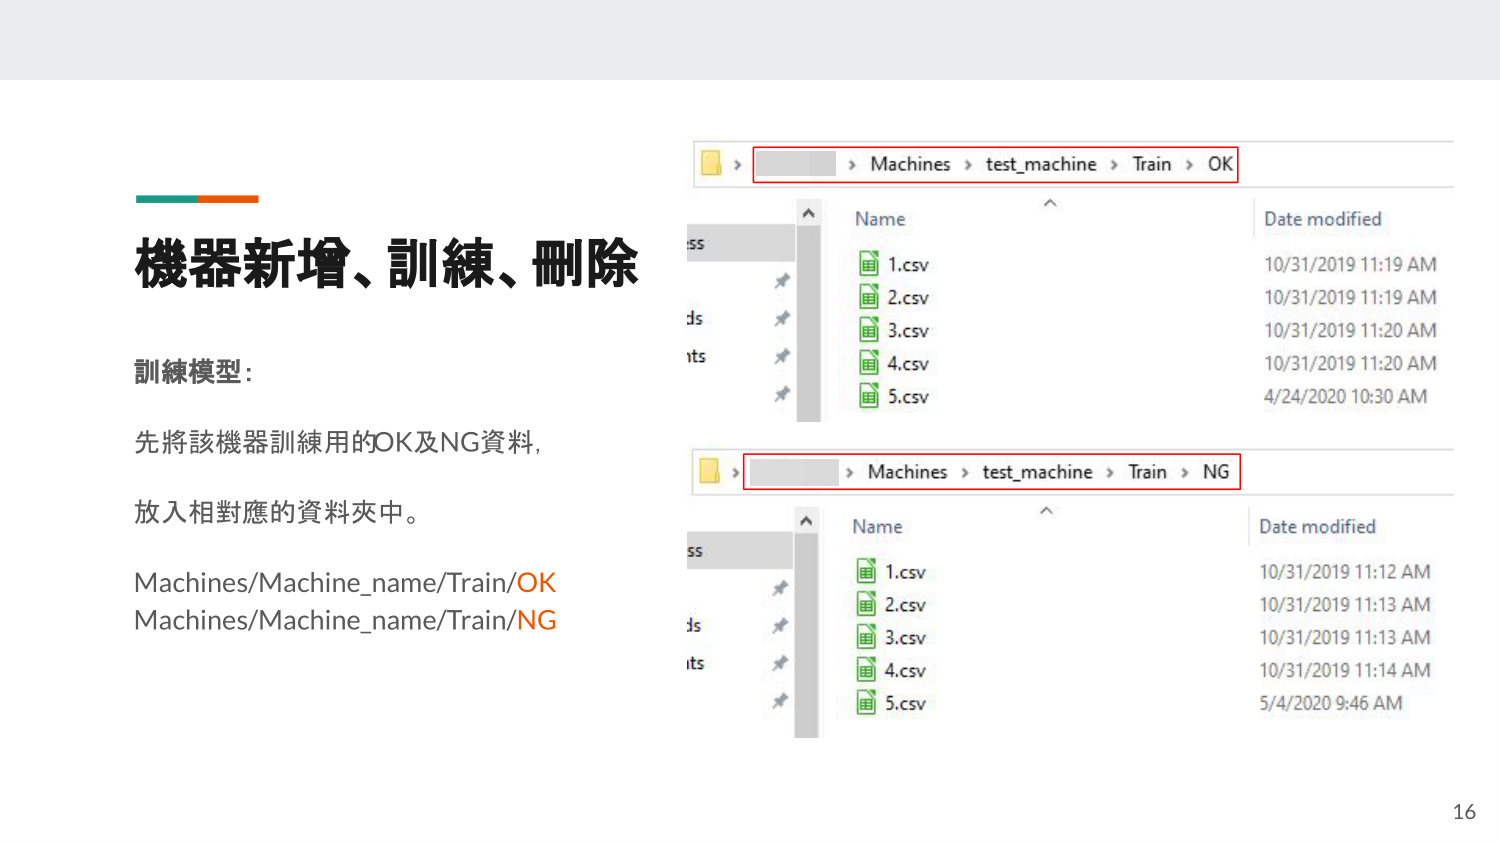 機器新增、訓練、刪除
訓練模型：
先將該機器訓練用的OK及NG資料，
放入相對應的資料夾中。
Machines/Machine_name/Train/OK
Machines/Machine_name/Train/NG
Machines > test_machine > Train > OK
Name Date modified
ess
1.csv 10/31/2019 11:19 AM
2.csv 10/31/2019 11:19 AM
ds
3.csv 10/31/2019 11:20 AM
nts
4.csv 10/31/2019 11:20 AM
5.csv 4/24/2020 10:30 AM
Machines > test_machine > Train > NG
Name Date modified
ss
1.csv 10/31/2019 11:12 AM
2.csv 10/31/2019 11:13 AM
ds
3.csv 10/31/2019 11:13 AM
nts
4.csv 10/31/2019 11:14 AM
5.csv 5/4/2020 9:46 AM
16